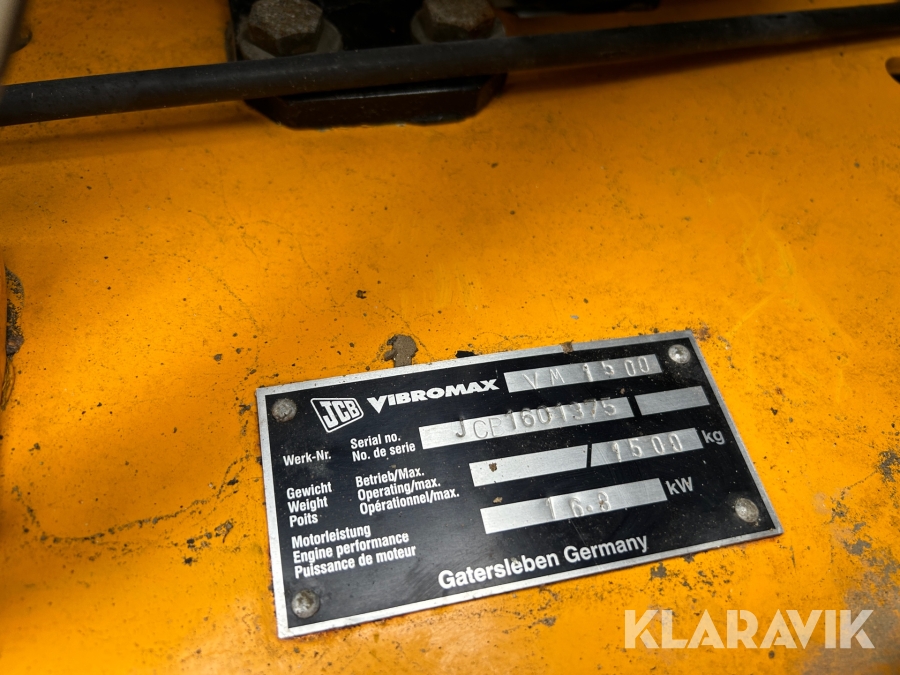 JCB VIBROMAX VM 1500
Werk-Nr. Serial no. No. de serie JCP1601375 /
Gewicht Betrieb/Max.
Weight Operating/max. / 1500 kg
Polts Opérationnel/max.
Motorleistung
Engine performance 16.8 kW
Puissance de moteur
Gatersleben Germany
KLARAVIK